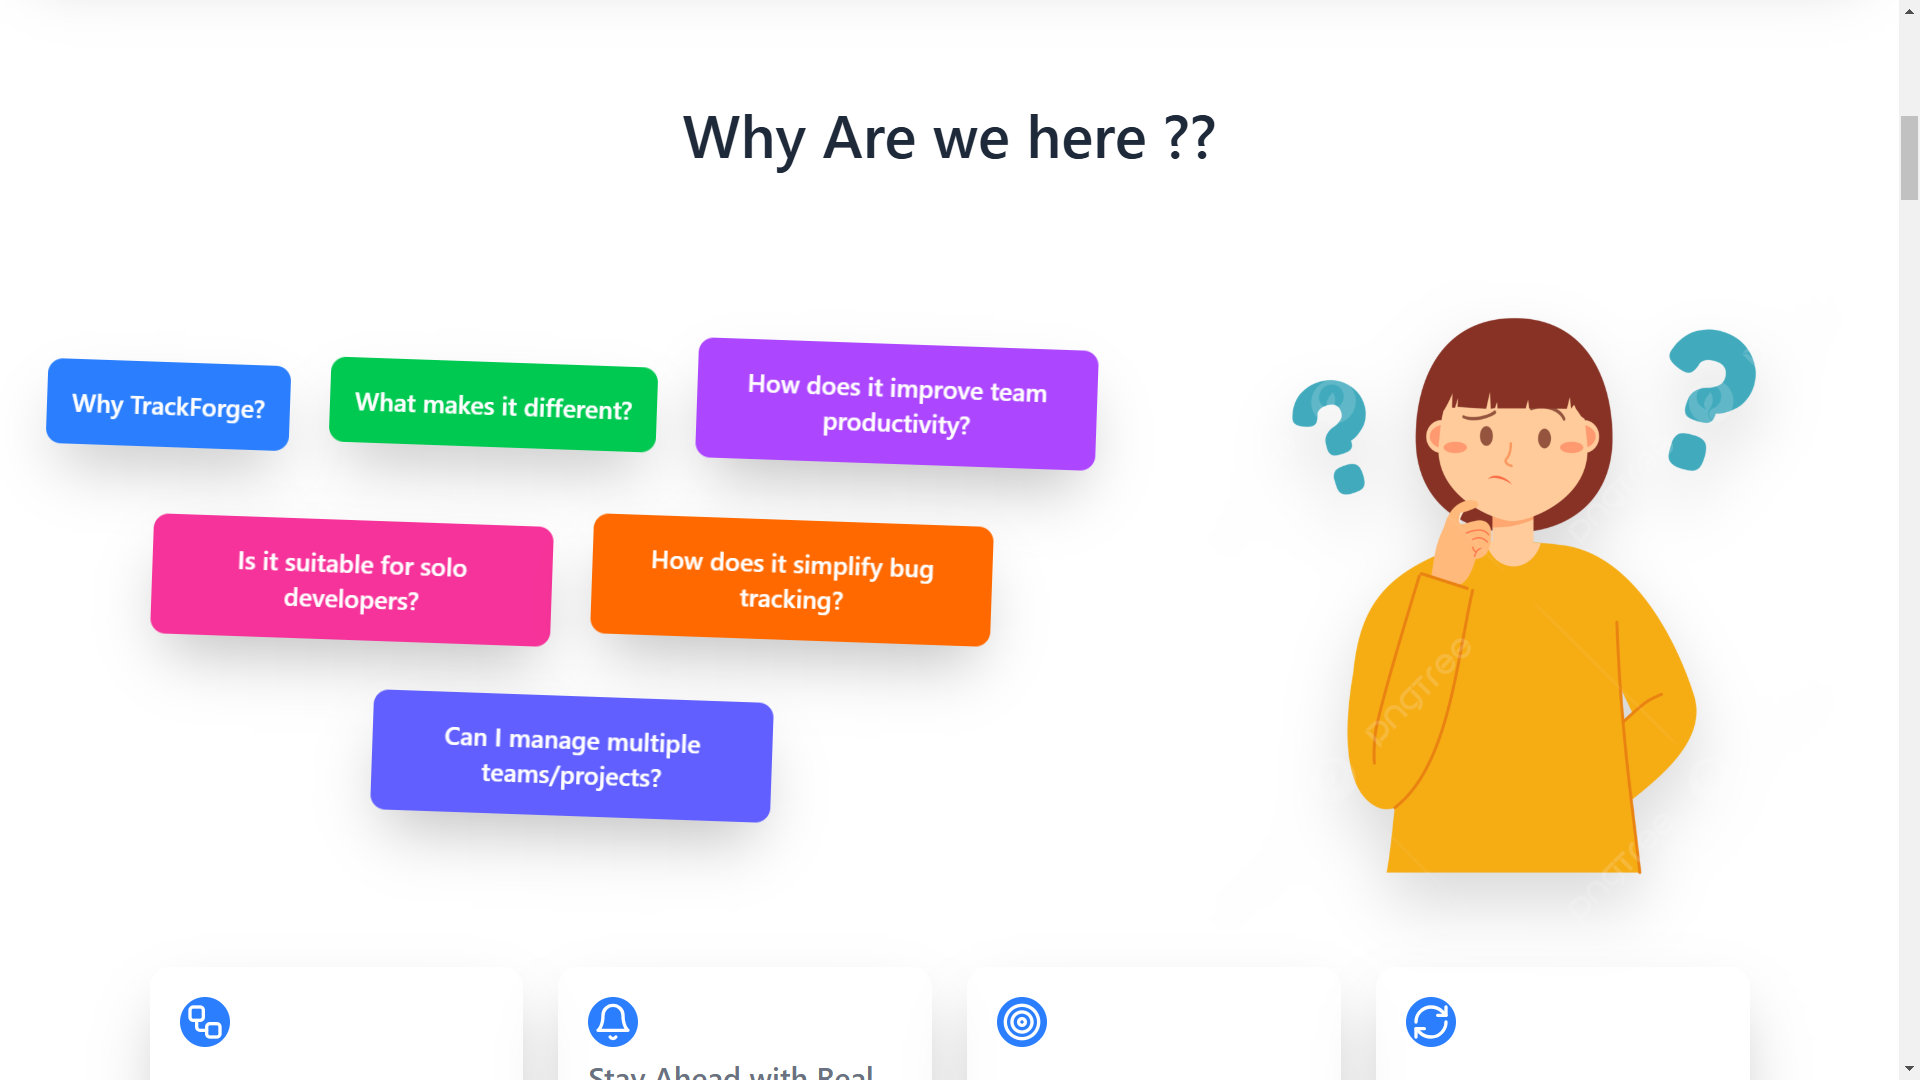 Why Are we here ??
Why TrackForge?
What makes it different?
How does it improve team
productivity?
Is it suitable for solo
developers?
How does it simplify bug
tracking?
Can I manage multiple
teams/projects?
pngtree
pngtree
Stay Ahead with Real